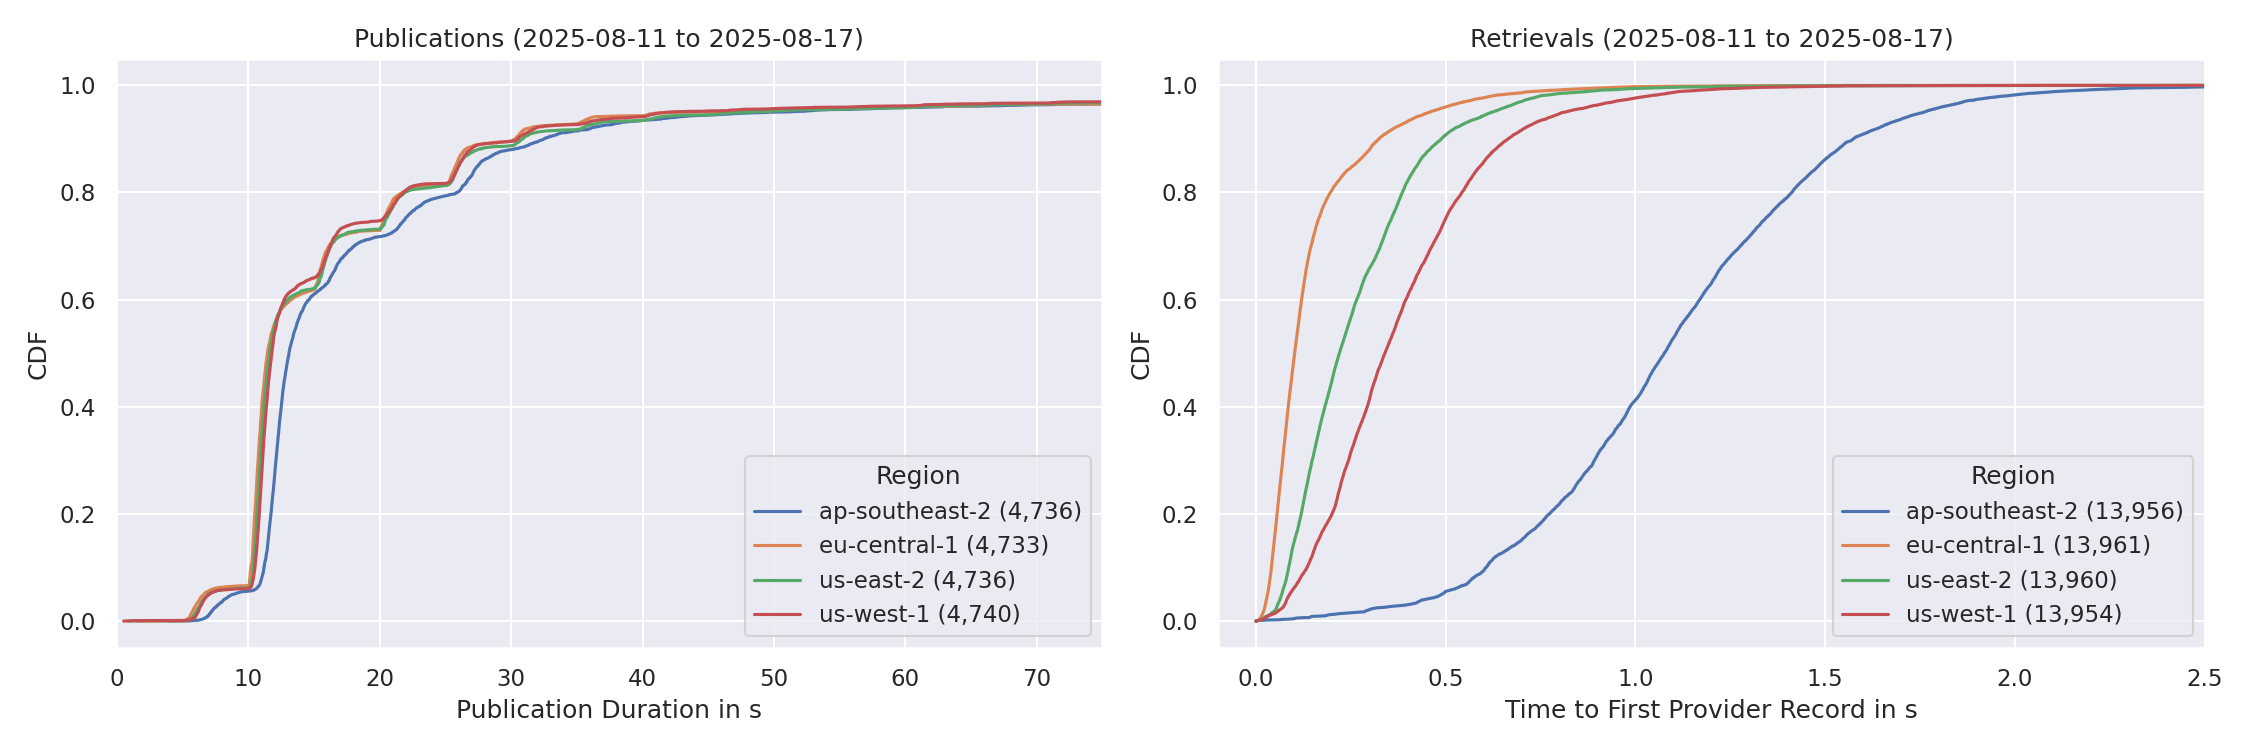 Publications (2025-08-11 to 2025-08-17)
CDF
1.0
0.8
0.6
0.4
0.2
0.0
0 10 20 30 40 50 60 70
Publication Duration in s
Region
ap-southeast-2 (4,736)
eu-central-1 (4,733)
us-east-2 (4,736)
us-west-1 (4,740)
Retrievals (2025-08-11 to 2025-08-17)
CDF
1.0
0.8
0.6
0.4
0.2
0.0
0.0 0.5 1.0 1.5 2.0 2.5
Time to First Provider Record in s
Region
ap-southeast-2 (13,956)
eu-central-1 (13,961)
us-east-2 (13,960)
us-west-1 (13,954)